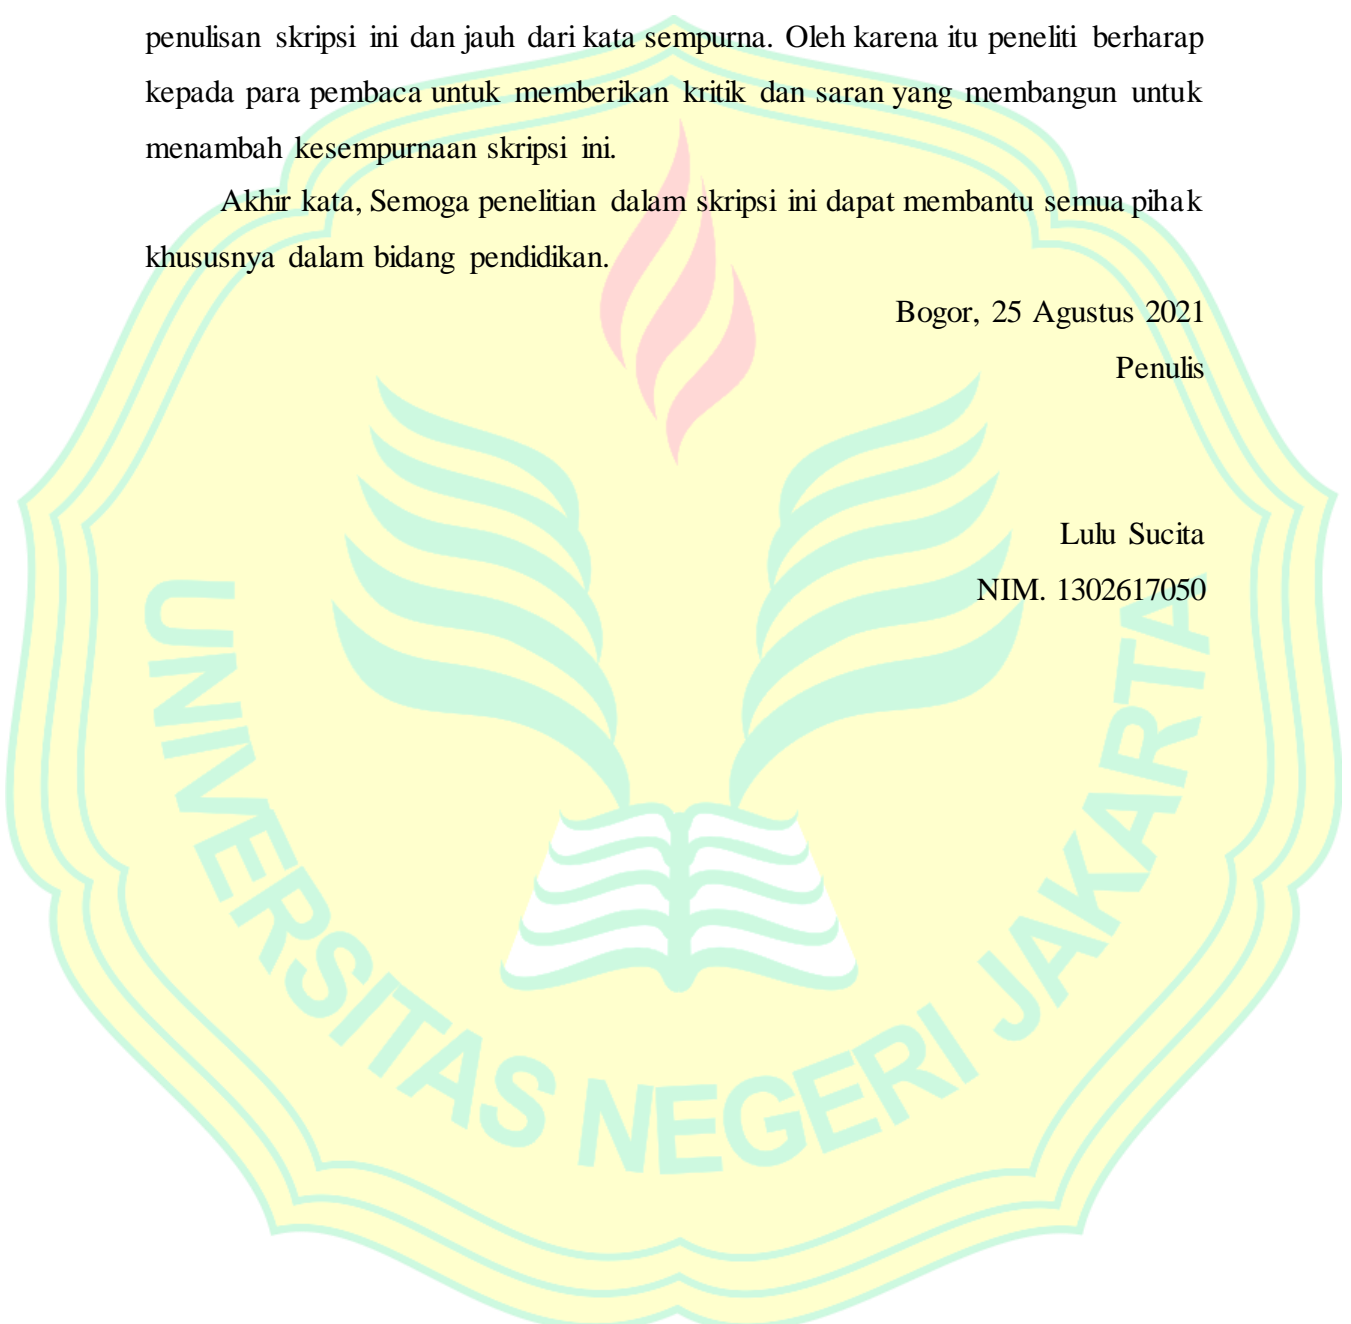 penulisan skripsi ini dan jauh dari kata sempurna. Oleh karena itu peneliti berharap
kepada para pembaca untuk memberikan kritik dan saran yang membangun untuk
menambah kesempurnaan skripsi ini.
Akhir kata, Semoga penelitian dalam skripsi ini dapat membantu semua pihak
khususnya dalam bidang pendidikan.
Bogor, 25 Agustus 2021
Penulis
Lulu Sucita
NIM. 1302617050
UNIVERSITAS NEGERI JAKARTA